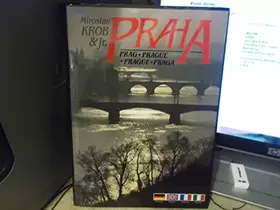 Miroslav
KROB
& jr.
PRAHA
PRAG • PRAGUE
• PRAGUE • PRAGA